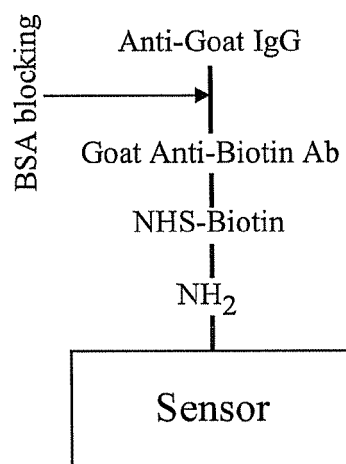 Anti-Goat IgG
BSA blocking
Goat Anti-Biotin Ab
NHS-Biotin
NH2
Sensor